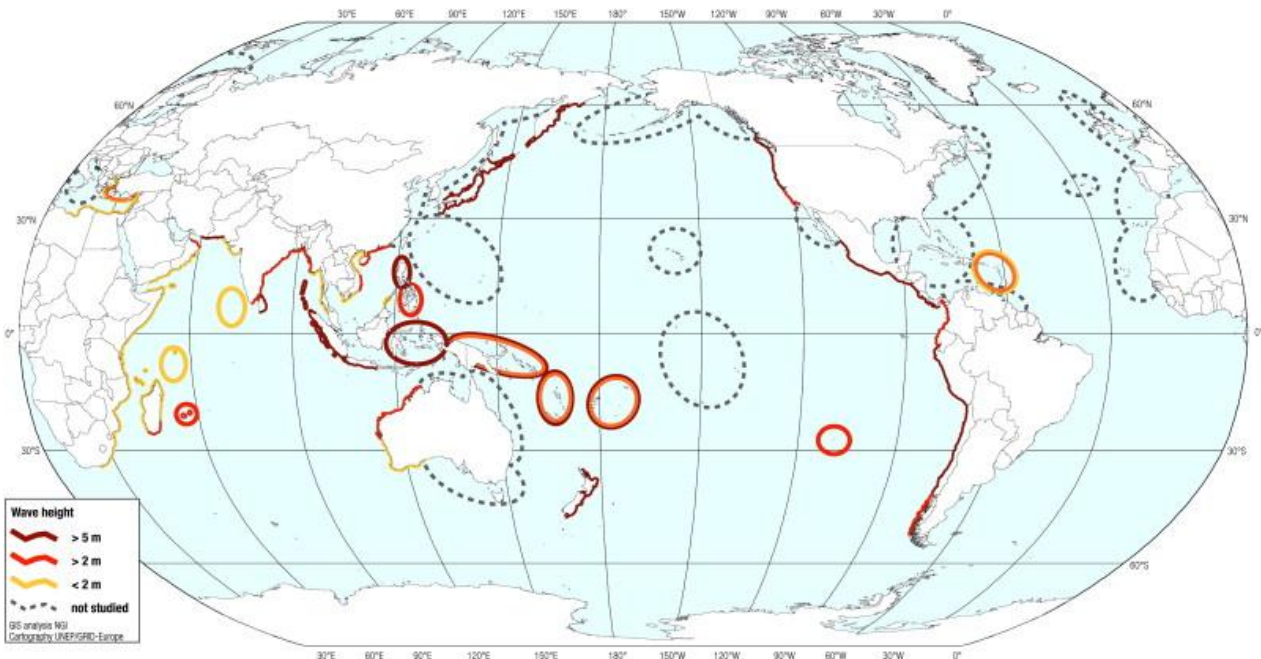 30°E 60°E 90°E 120°E 150°E 180° 150°W 120°W 90°W 60°W 30°W 0°
60°N 60°N
30°N 30°N
0° 0°
30°S 30°S
60°S
Wave height
> 5 m
> 2 m
< 2 m
not studied
GIS analysis NGI
Cartography UNEP/GRID-Europe
30°E 60°E 90°E 120°E 150°E 180° 150°W 120°W 90°W 60°W 30°W 0°